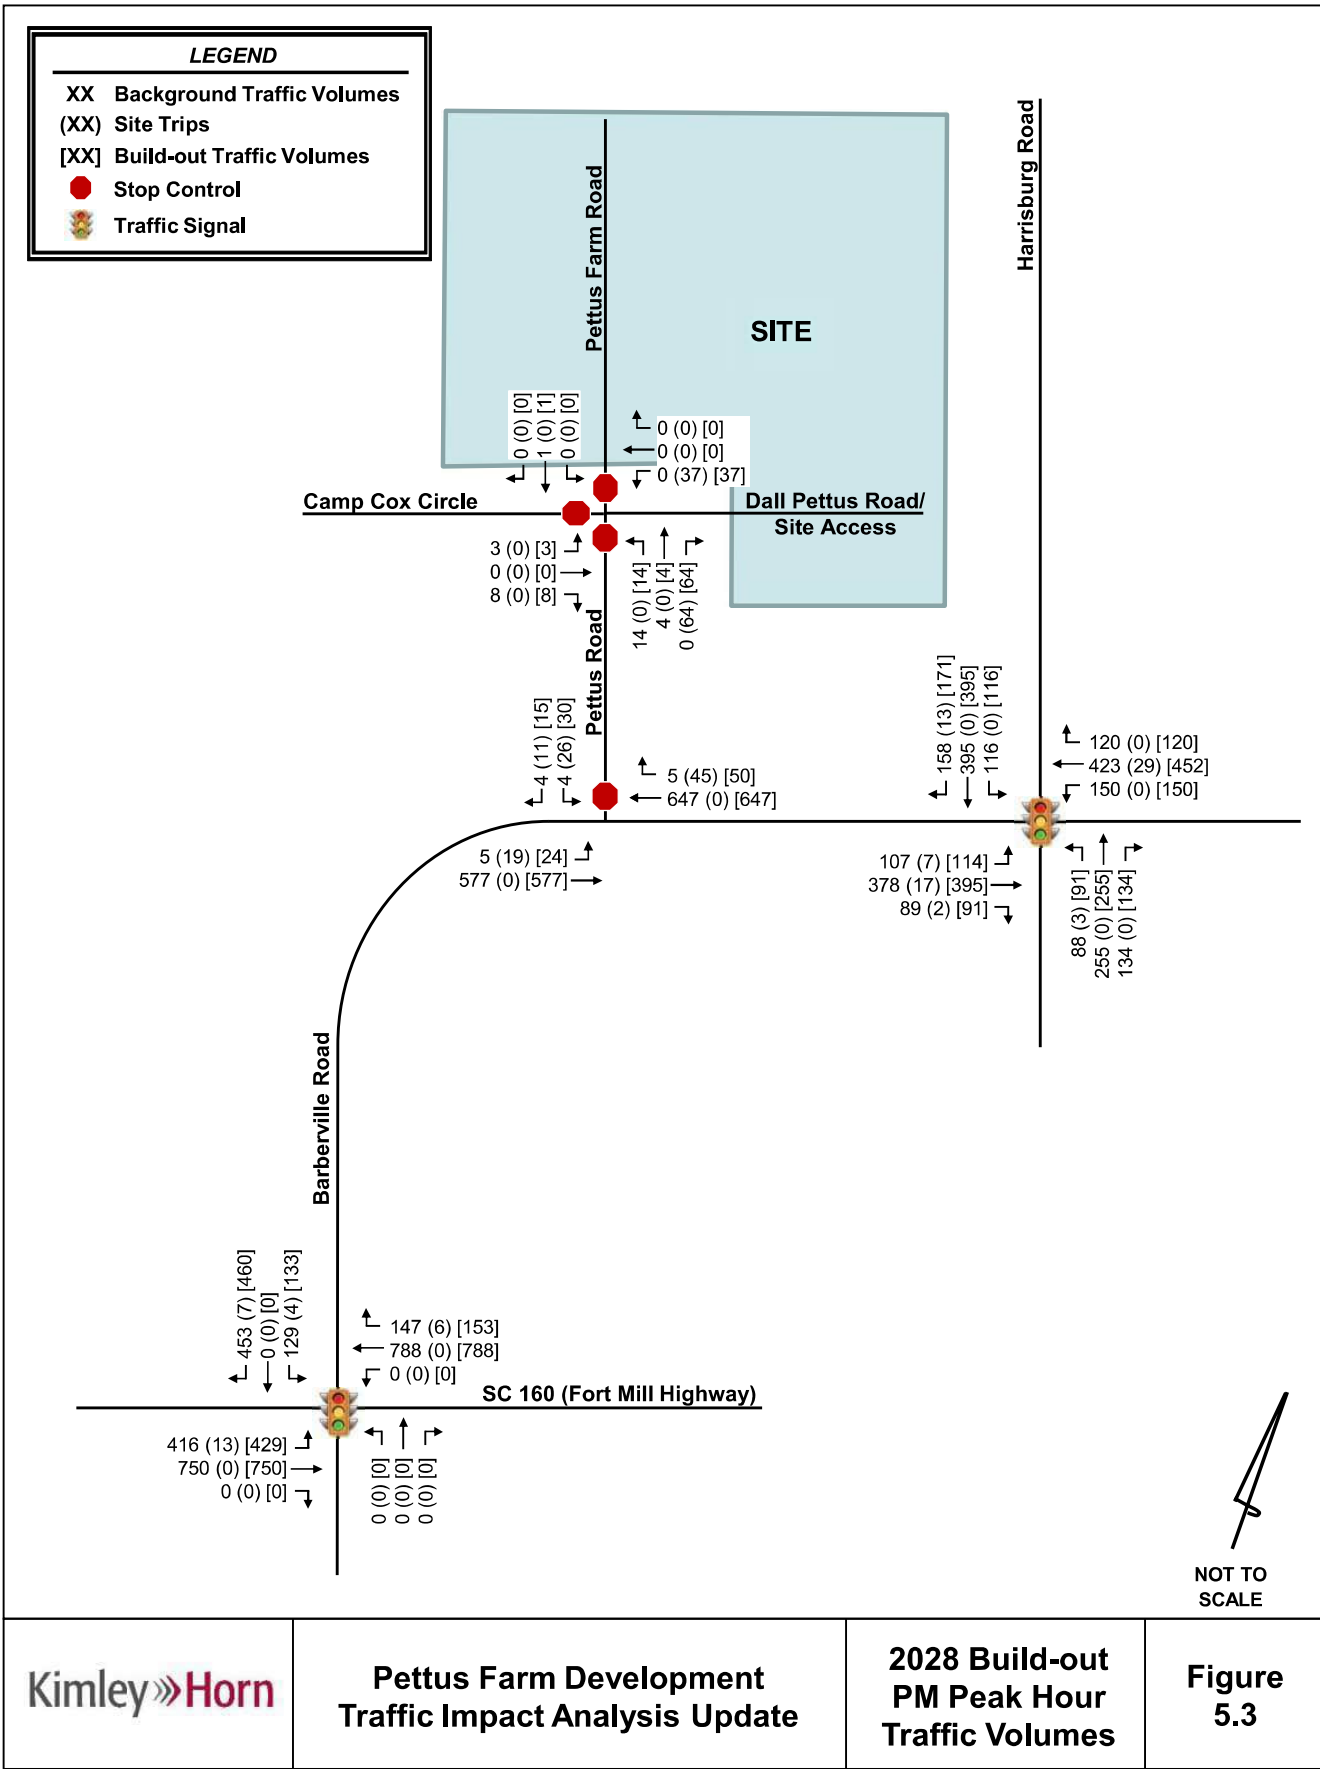 LEGEND
XX Background Traffic Volumes
(XX) Site Trips
[XX] Build-out Traffic Volumes
Stop Control
Traffic Signal
Harrisburg Road
Pettus Farm Road
SITE
0 (0) [0]
1 (0) [1]
0 (0) [0]
0 (0) [0]
0 (0) [0]
0 (37) [37]
Camp Cox Circle
Dall Pettus Road/
Site Access
3 (0) [3]
0 (0) [0]
8 (0) [8]
14 (0) [14]
4 (0) [4]
0 (64) [64]
Pettus Road
4 (11) [15]
4 (26) [30]
5 (45) [50]
647 (0) [647]
5 (19) [24]
577 (0) [577]
158 (13) [171]
395 (0) [395]
116 (0) [116]
120 (0) [120]
423 (29) [452]
150 (0) [150]
107 (7) [114]
378 (17) [395]
89 (2) [91]
88 (3) [91]
255 (0) [255]
134 (0) [134]
Barberville Road
453 (7) [460]
0 (0) [0]
129 (4) [133]
147 (6) [153]
788 (0) [788]
0 (0) [0]
SC 160 (Fort Mill Highway)
416 (13) [429]
750 (0) [750]
0 (0) [0]
0 (0) [0]
0 (0) [0]
0 (0) [0]
NOT TO
SCALE
Kimley»Horn
Pettus Farm Development
Traffic Impact Analysis Update
2028 Build-out
PM Peak Hour
Traffic Volumes
Figure
5.3